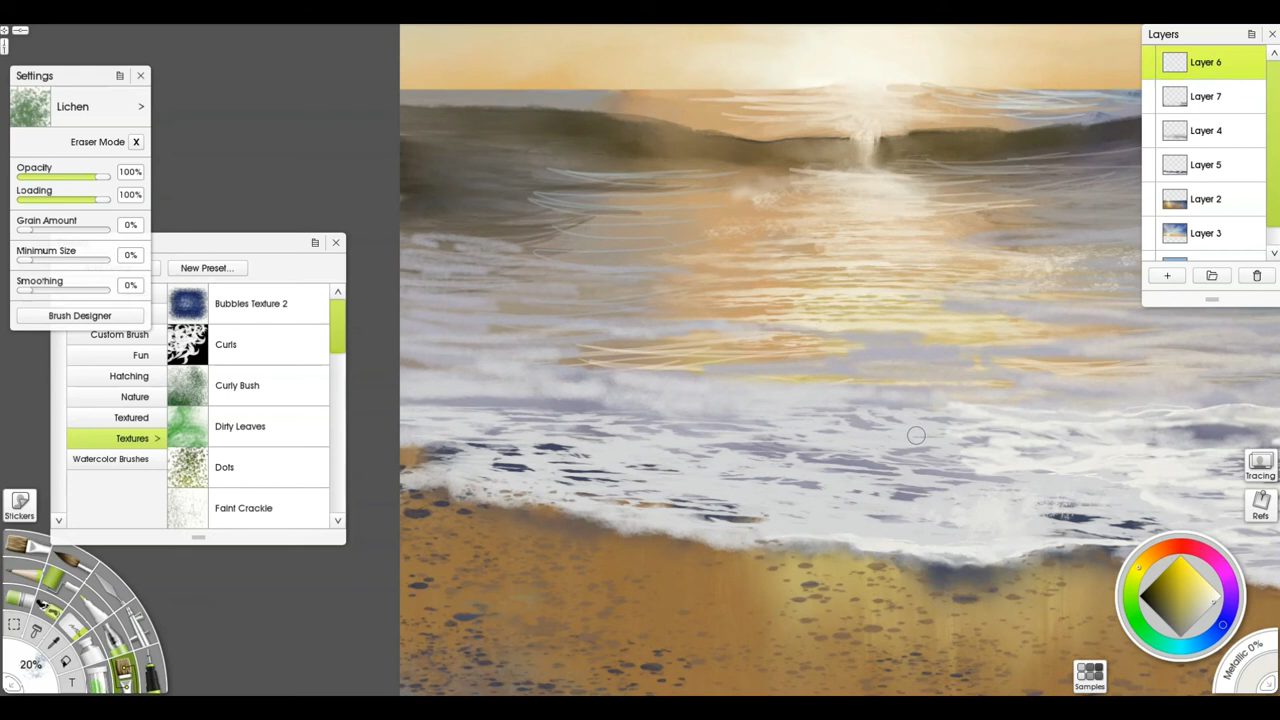 Settings
Lichen >
Eraser Mode X
Opacity
100%
Loading
100%
Grain Amount
0%
Minimum Size
0%
Smoothing
0%
Brush Designer
New Preset...
Custom Brush
Fun
Hatching
Nature
Textured
Textures >
Watercolor Brushes
Bubbles Texture 2
Curls
Curly Bush
Dirty Leaves
Dots
Faint Crackle
Stickers
20%
T
Layers
Layer 6
Layer 7
Layer 4
Layer 5
Layer 2
Layer 3
+
Tracing
Refs
Samples
Metallic 0%